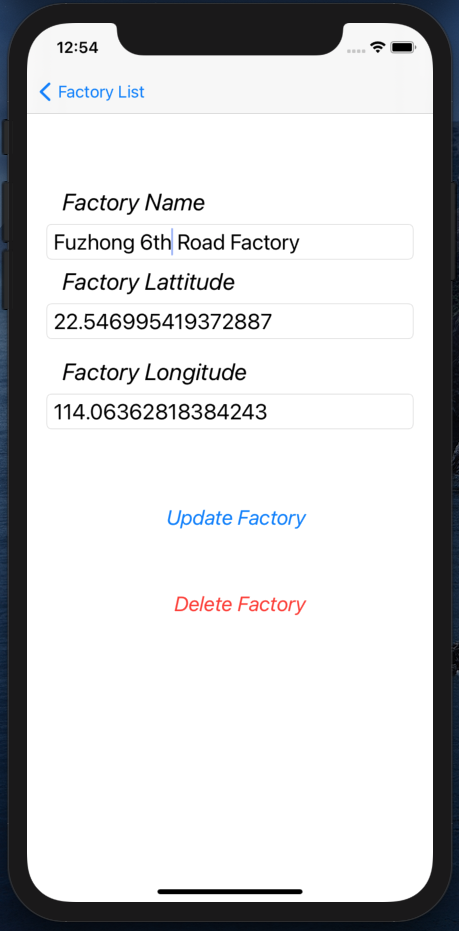 12:54
Factory List
Factory Name
Fuzhong 6th Road Factory
Factory Lattitude
22.546995419372887
Factory Longitude
114.06362818384243
Update Factory
Delete Factory